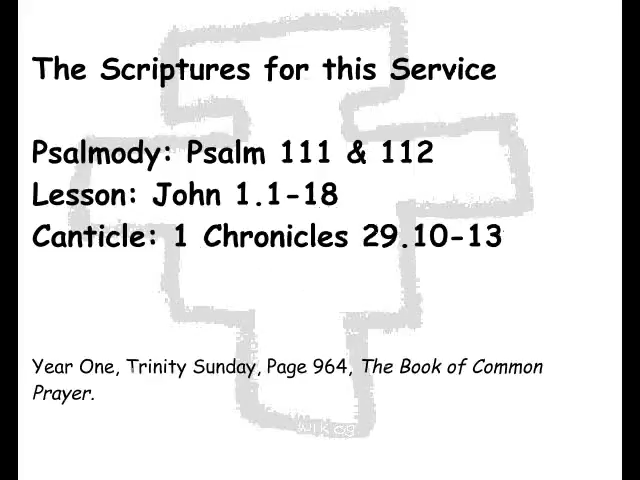 The Scriptures for this Service
Psalmody: Psalm 111 & 112
Lesson: John 1.1-18
Canticle: 1 Chronicles 29.10-13
Year One, Trinity Sunday, Page 964, The Book of Common
Prayer.